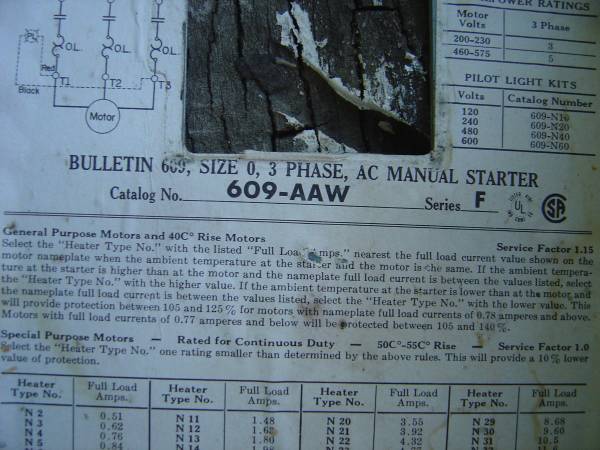 POWER RATINGS
Motor Volts 3 Phase
200-230 3
460-575 5
PILOT LIGHT KITS
Volts Catalog Number
120 609-N10
240 609-N20
480 609-N40
600 609-N60
OL OL OL
Red
T1 T2 T3
Black
Motor
BULLETIN 609, SIZE 0, 3 PHASE, AC MANUAL STARTER
Catalog No. 609-AAW Series F
UL SA
General Purpose Motors and 40C° Rise Motors Service Factor 1.15
Select the "Heater Type No." with the listed "Full Load Amps." nearest the full load current value shown on the
motor nameplate when the ambient temperature at the starter and the motor is the same. If the ambient tempera-
ture at the starter is higher than at the motor and the nameplate full load current is between the values listed, select
the "Heater Type No." with the higher value. If the ambient temperature at the starter is lower than at the motor and
the nameplate full load current is between the values listed, select the "Heater Type No." with the lower value. This
will provide protection between 105 and 125% for motors with nameplate full load currents of 0.78 amperes and above.
Motors with full load currents of 0.77 amperes and below will be protected between 105 and 140%.
Special Purpose Motors — Rated for Continuous Duty — 50C°-55C° Rise — Service Factor 1.0
Select the "Heater Type No." one rating smaller than determined by the above rules. This will provide a 10% lower
value of protection.
Heater Type No. Full Load Amps. Heater Type No. Full Load Amps. Heater Type No. Full Load Amps. Heater Type No. Full Load Amps.
N 2 0.51 N 11 1.48 N 20 3.55 N 29 8.68
N 3 0.62 N 12 1.63 N 21 3.92 N 30 9.60
N 4 0.76 N 13 1.80 N 22 4.32 N 31 10.5
N 5 0.84 N 14 1.98 N 23 N 32